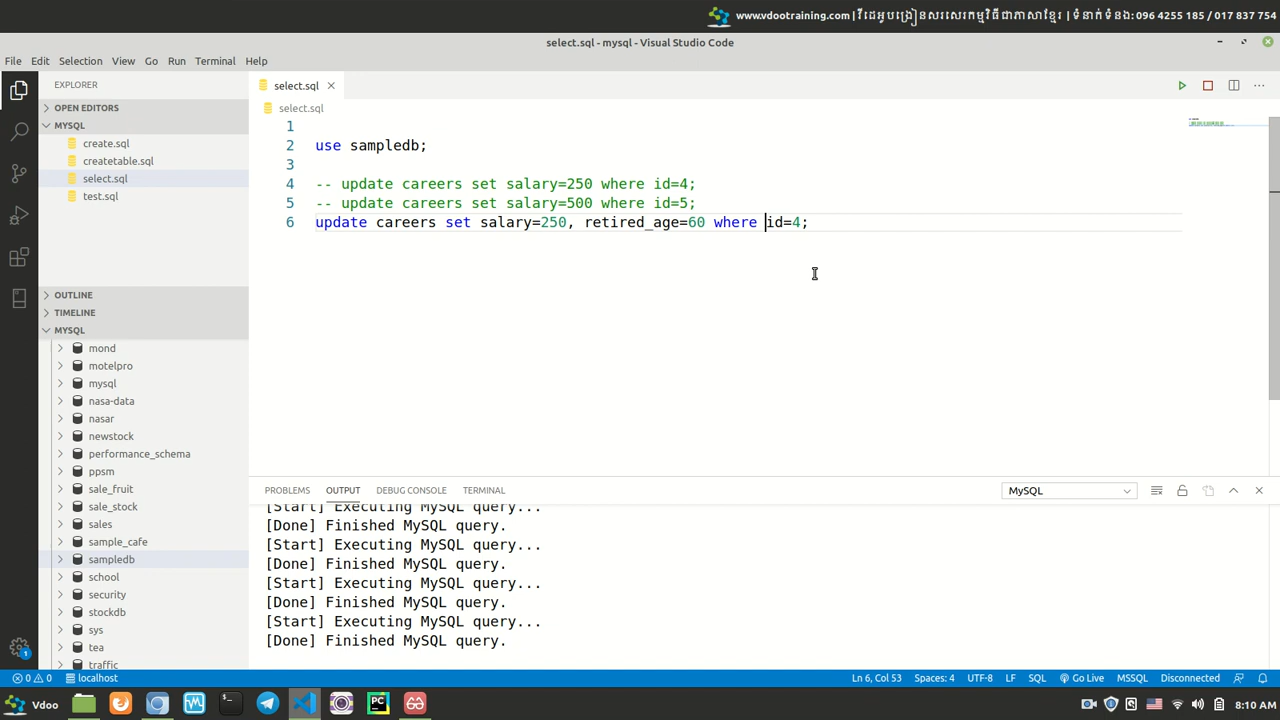 www.vdootraining.com | វីដេអូបង្រៀនសរសេរកម្មវិធីជាភាសាខ្មែរ | ទំនាក់ទំនង: 096 4255 185 / 017 837 754
select.sql - mysql - Visual Studio Code
File Edit Selection View Go Run Terminal Help
EXPLORER
OPEN EDITORS
MYSQL
create.sql
createtable.sql
select.sql
test.sql
OUTLINE
TIMELINE
MYSQL
mond
motelpro
mysql
nasa-data
nasar
newstock
performance_schema
ppsm
sale_fruit
sale_stock
sales
sample_cafe
sampledb
school
security
stockdb
sys
tea
traffic
select.sql
select.sql
1
2 use sampledb;
3
4 -- update careers set salary=250 where id=4;
5 -- update careers set salary=500 where id=5;
6 update careers set salary=250, retired_age=60 where id=4;
PROBLEMS OUTPUT DEBUG CONSOLE TERMINAL MySQL
[Start] Executing MySQL query...
[Done] Finished MySQL query.
[Start] Executing MySQL query...
[Done] Finished MySQL query.
[Start] Executing MySQL query...
[Done] Finished MySQL query.
[Start] Executing MySQL query...
[Done] Finished MySQL query.
0 0 localhost Ln 6, Col 53 Spaces: 4 UTF-8 LF SQL Go Live MSSQL Disconnected
Vdoo 8:10 AM